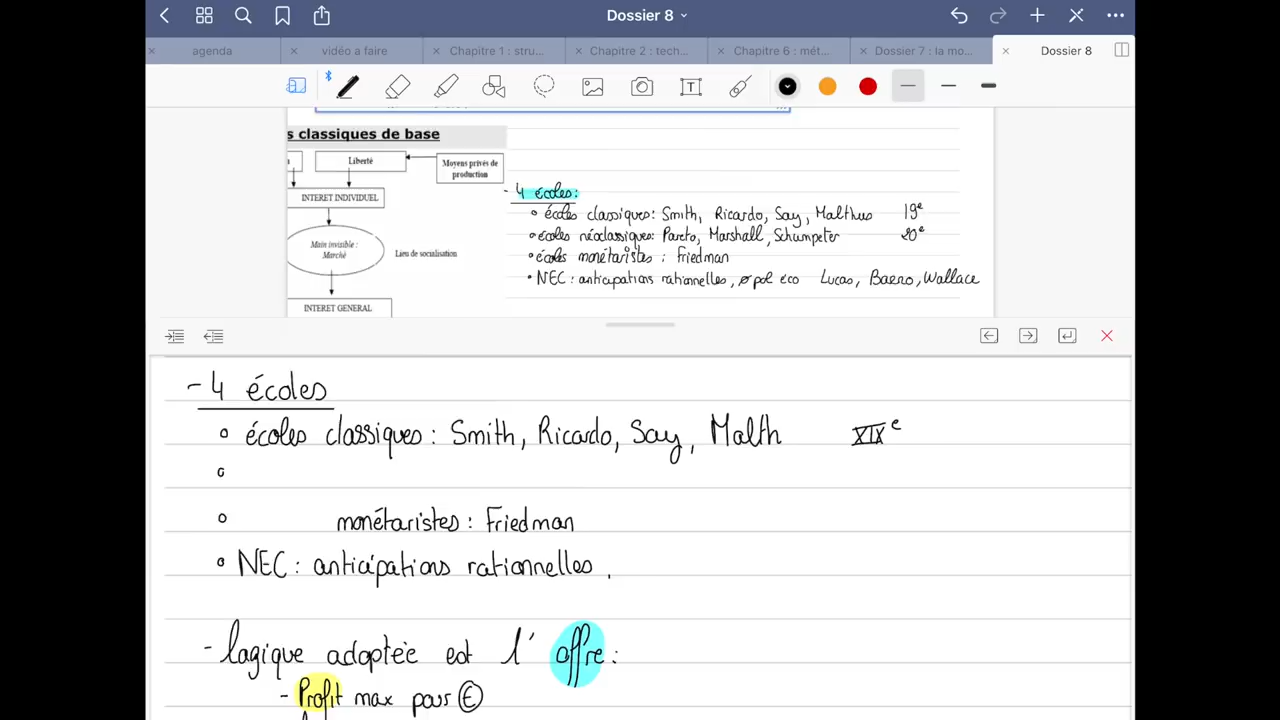 Dossier 8
agenda
vidéo a faire
Chapitre 1 : stru...
Chapitre 2 : tech...
Chapitre 6 : mét...
Dossier 7 : la mo...
Dossier 8
s classiques de base
Liberté
Moyens privés de
production
INTERET INDIVIDUEL
Main invisible :
Marché
Lieu de socialisation
INTERET GENERAL
- 4 écoles:
écoles classiques: Smith, Ricardo, Say, Malthus 19e
écoles néoclassiques: Pareto, Marshall, Schumpeter 20e
écoles monétaristes : Friedman
NEC : anticipations rationnelles, ø pol éco Lucas, Barro, Wallace
- 4 écoles
écoles classiques : Smith, Ricardo, Say, Malth XIXe
monétaristes : Friedman
NEC : anticipations rationnelles,
- logique adoptée est l' offre :
- Profit max pour Ⓔ